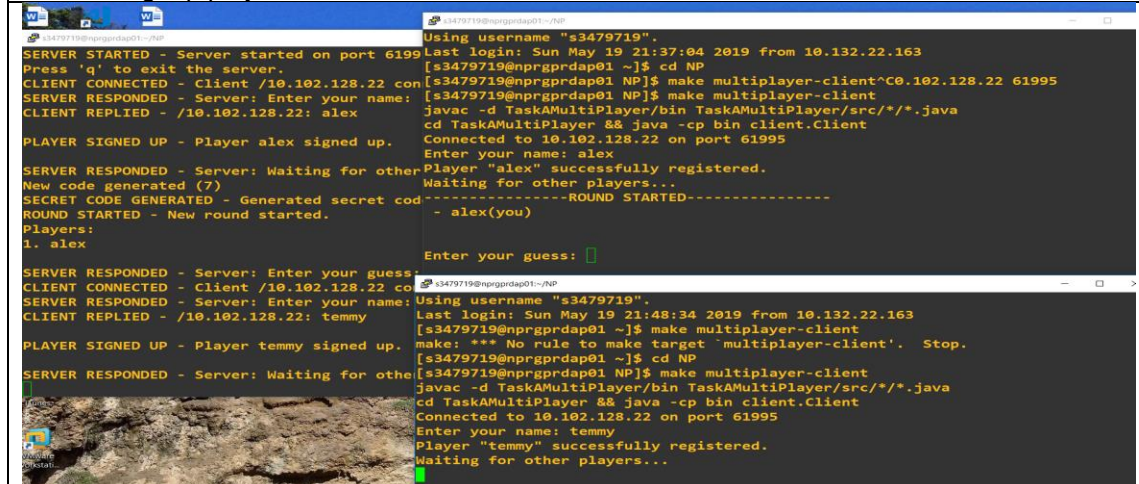 s3479719@nprgprdap01:~/NP
SERVER STARTED - Server started on port 6199
Press 'q' to exit the server.
CLIENT CONNECTED - Client /10.102.128.22 con
SERVER RESPONDED - Server: Enter your name:
CLIENT REPLIED - /10.102.128.22: alex
PLAYER SIGNED UP - Player alex signed up.
SERVER RESPONDED - Server: Waiting for other
New code generated (7)
SECRET CODE GENERATED - Generated secret cod
ROUND STARTED - New round started.
Players:
1. alex
SERVER RESPONDED - Server: Enter your guess:
CLIENT CONNECTED - Client /10.102.128.22 co
SERVER RESPONDED - Server: Enter your name:
CLIENT REPLIED - /10.102.128.22: temmy
PLAYER SIGNED UP - Player temmy signed up.
SERVER RESPONDED - Server: Waiting for othe
s3479719@nprgprdap01:~/NP
Using username "s3479719".
Last login: Sun May 19 21:37:04 2019 from 10.132.22.163
[s3479719@nprgprdap01 ~]$ cd NP
[s3479719@nprgprdap01 NP]$ make multiplayer-client^C0.102.128.22 61995
[s3479719@nprgprdap01 NP]$ make multiplayer-client
javac -d TaskAMultiPlayer/bin TaskAMultiPlayer/src/*/*.java
cd TaskAMultiPlayer && java -cp bin client.Client
Connected to 10.102.128.22 on port 61995
Enter your name: alex
Player "alex" successfully registered.
Waiting for other players...
----------------ROUND STARTED----------------
- alex(you)
Enter your guess:
s3479719@nprgprdap01:~/NP
Using username "s3479719".
Last login: Sun May 19 21:48:34 2019 from 10.132.22.163
[s3479719@nprgprdap01 ~]$ make multiplayer-client
make: *** No rule to make target `multiplayer-client'.  Stop.
[s3479719@nprgprdap01 ~]$ cd NP
[s3479719@nprgprdap01 NP]$ make multiplayer-client
javac -d TaskAMultiPlayer/bin TaskAMultiPlayer/src/*/*.java
cd TaskAMultiPlayer && java -cp bin client.Client
Connected to 10.102.128.22 on port 61995
Enter your name: temmy
Player "temmy" successfully registered.
Waiting for other players...